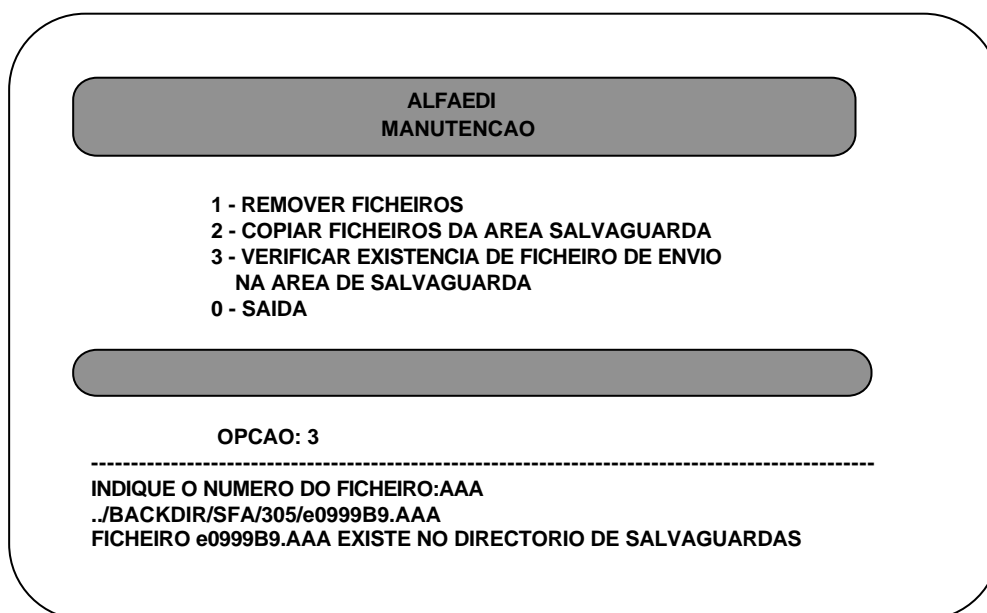 ALFAEDI
MANUTENCAO
1 - REMOVER FICHEIROS
2 - COPIAR FICHEIROS DA AREA SALVAGUARDA
3 - VERIFICAR EXISTENCIA DE FICHEIRO DE ENVIO
NA AREA DE SALVAGUARDA
0 - SAIDA
OPCAO: 3
--------------------------------------------------------------------------------------------------
INDIQUE O NUMERO DO FICHEIRO:AAA
../BACKDIR/SFA/305/e0999B9.AAA
FICHEIRO e0999B9.AAA EXISTE NO DIRECTORIO DE SALVAGUARDAS